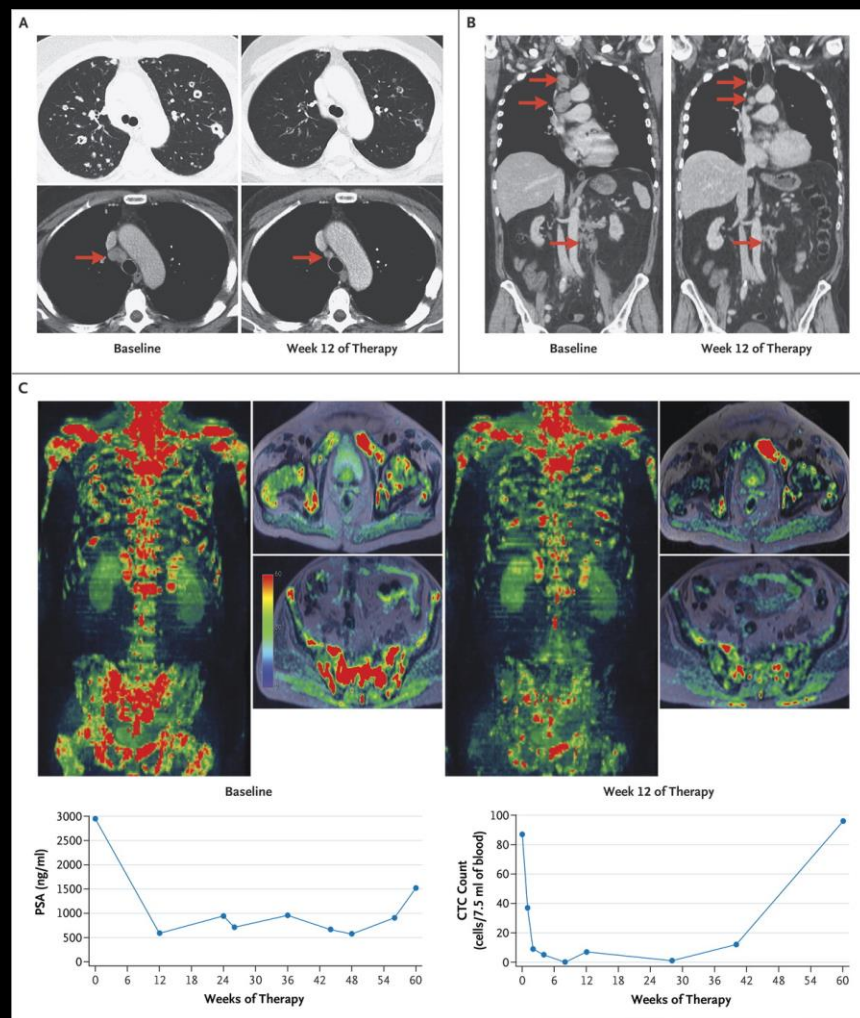 A
Baseline
Week 12 of Therapy
B
Baseline
Week 12 of Therapy
C
Baseline
Week 12 of Therapy
PSA (ng/ml)
3000
2500
2000
1500
1000
500
0
0 6 12 18 24 30 36 42 48 54 60
Weeks of Therapy
CTC Count
(cells/7.5 ml of blood)
100
80
60
40
20
0
0 6 12 18 24 30 36 42 48 54 60
Weeks of Therapy